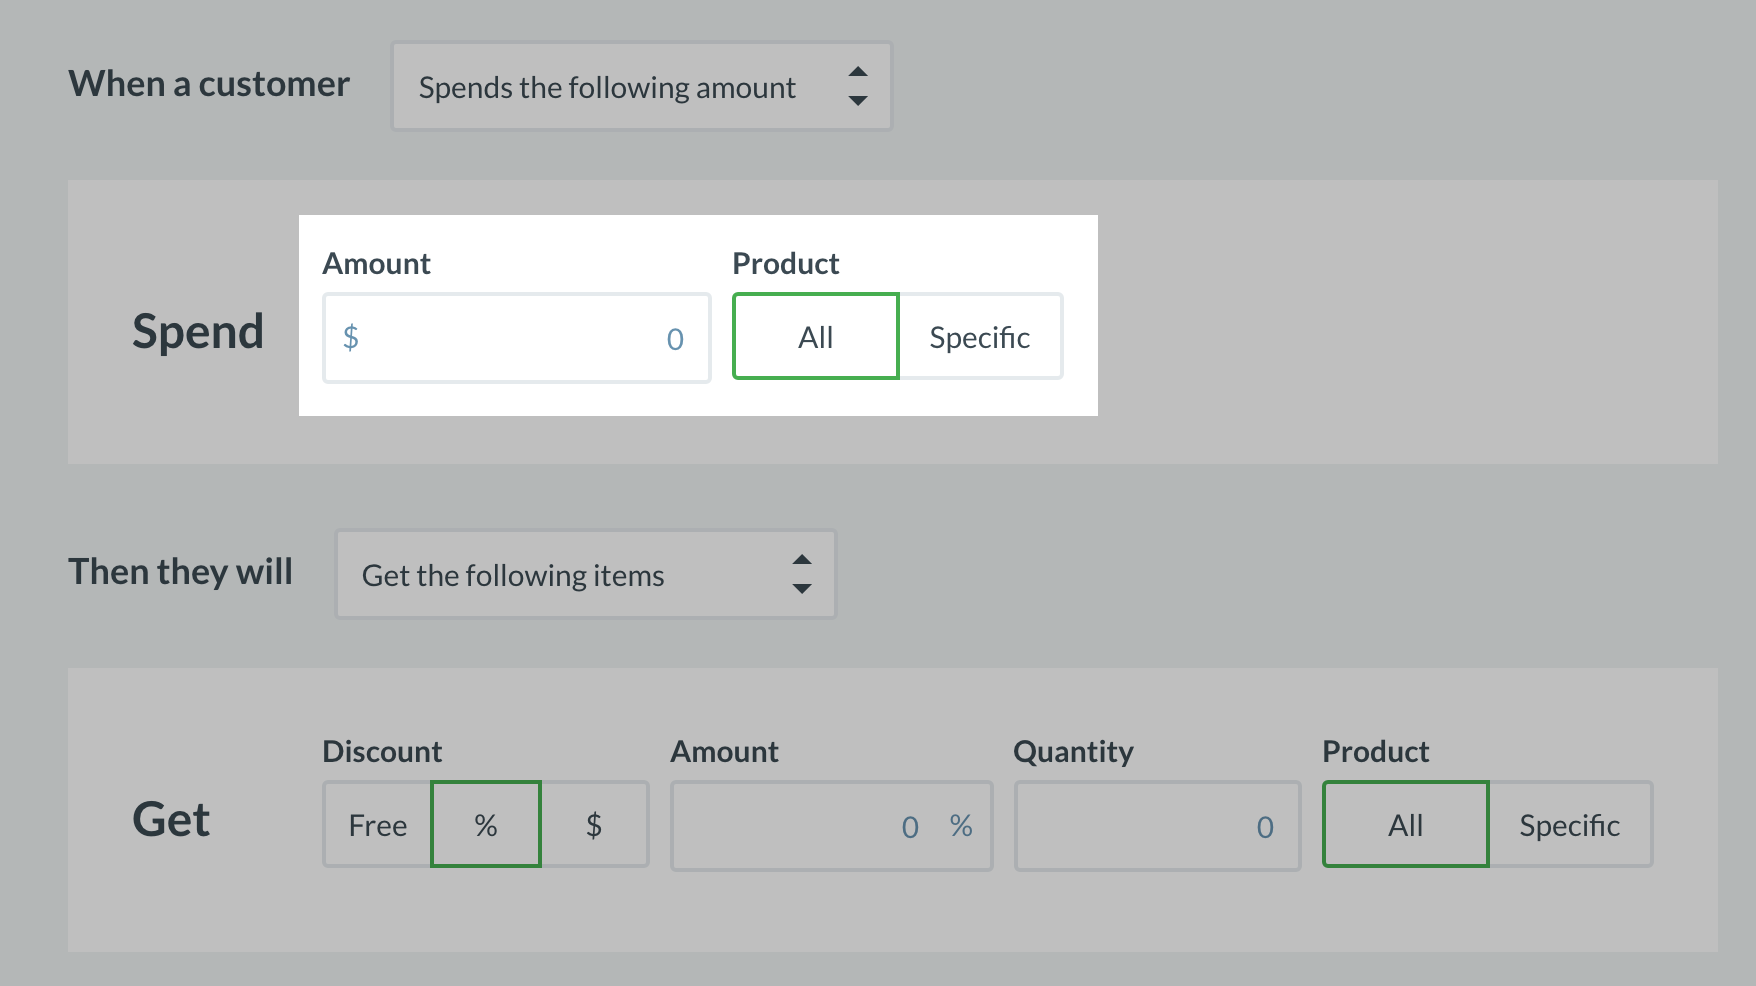 When a customer Spends the following amount
Amount Product
Spend $ 0 All Specific
Then they will Get the following items
Discount Amount Quantity Product
Get Free % $ 0 % 0 All Specific